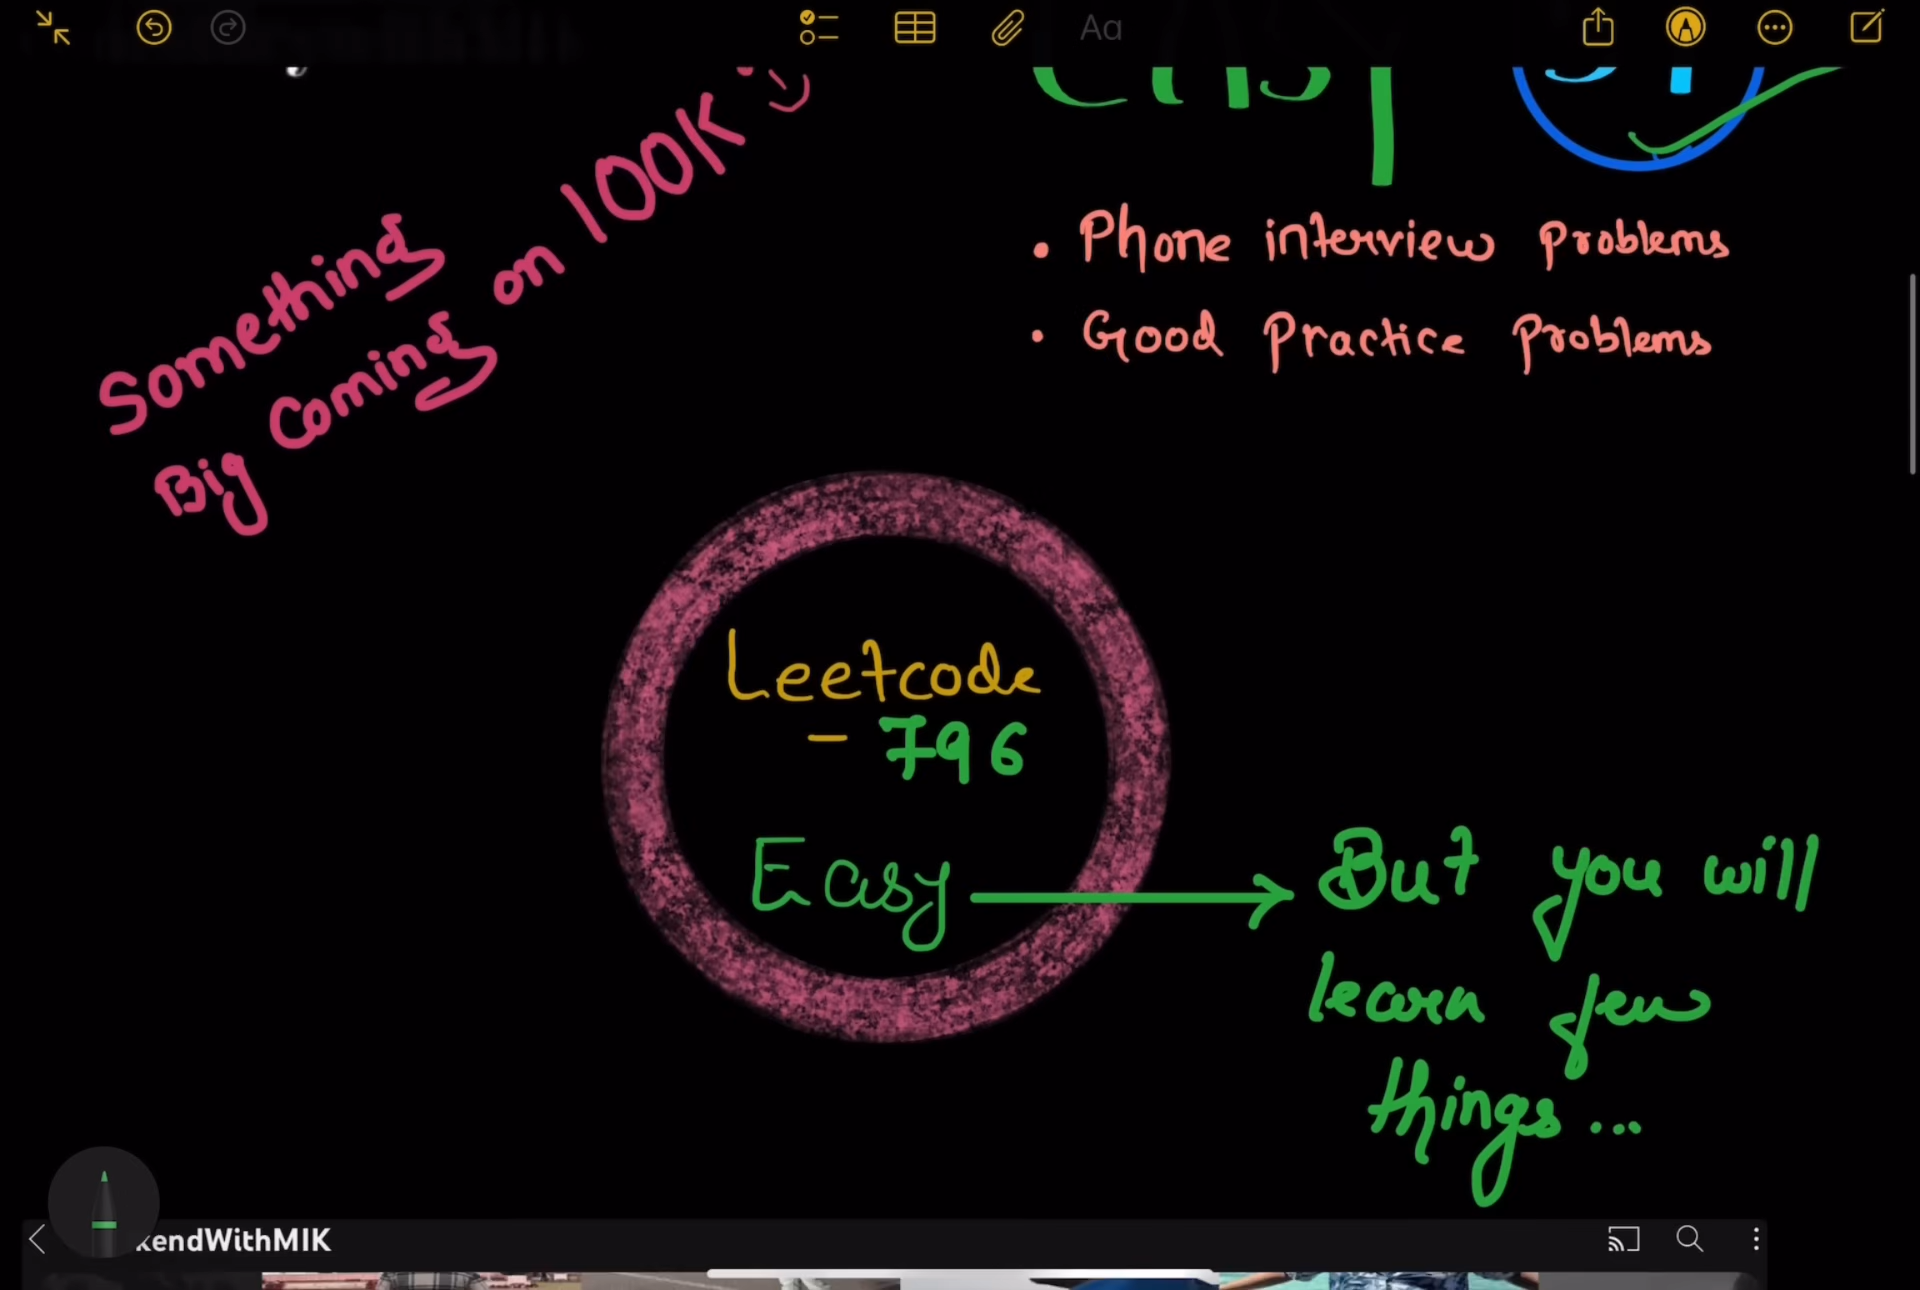 Aa
Something
Big Coming on 100K
• Phone interview problems
• Good Practice Problems
Leetcode
- 796
Easy
But you will
learn few
things...
kendWithMIK